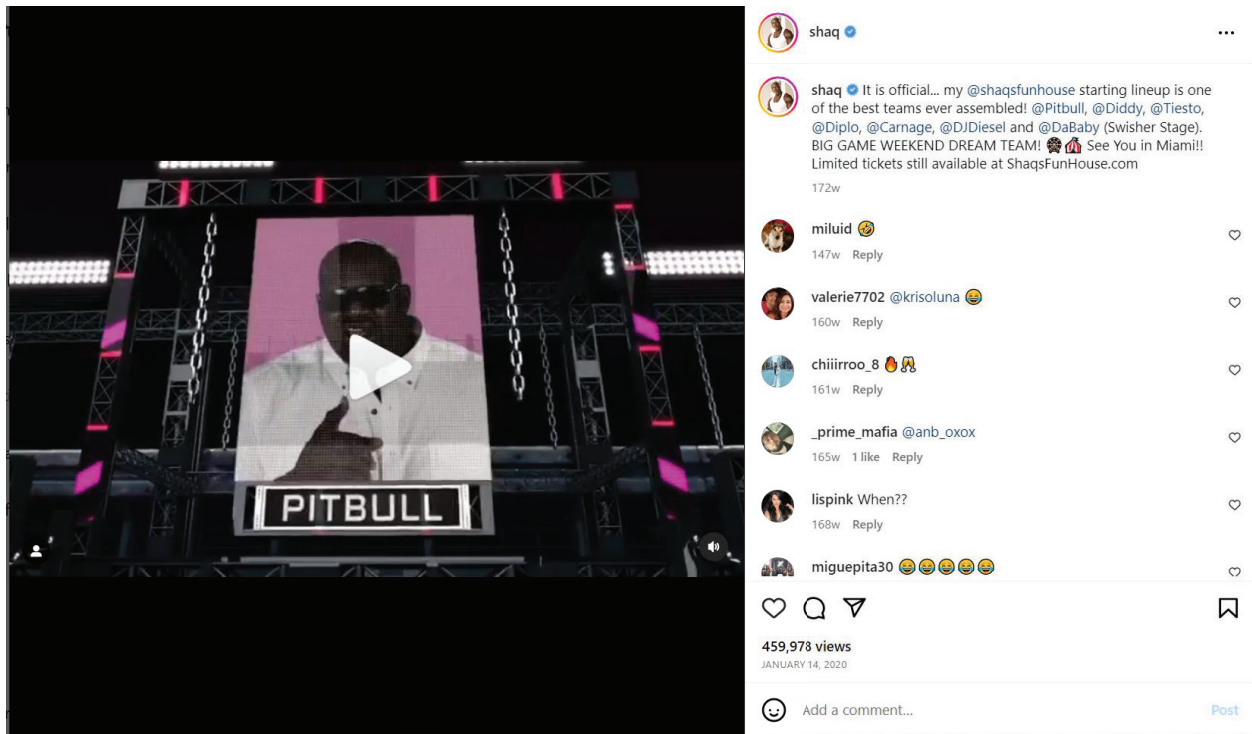 PITBULL
shaq
shaq It is official... my @shaqsfunhouse starting lineup is one
of the best teams ever assembled! @Pitbull, @Diddy, @Tiesto,
@Diplo, @Carnage, @DJDiesel and @DaBaby (Swisher Stage).
BIG GAME WEEKEND DREAM TEAM! 🎡🎪 See You in Miami!!
Limited tickets still available at ShaqsFunHouse.com
172w
miluid 🤣
147w Reply
valerie7702 @krisoluna 😂
160w Reply
chiiirroo_8 🔥🥂
161w Reply
_prime_mafia @anb_oxox
165w 1 like Reply
lispink When??
168w Reply
miguepita30 😂😂😂😂😂
459,978 views
JANUARY 14, 2020
Add a comment...
Post